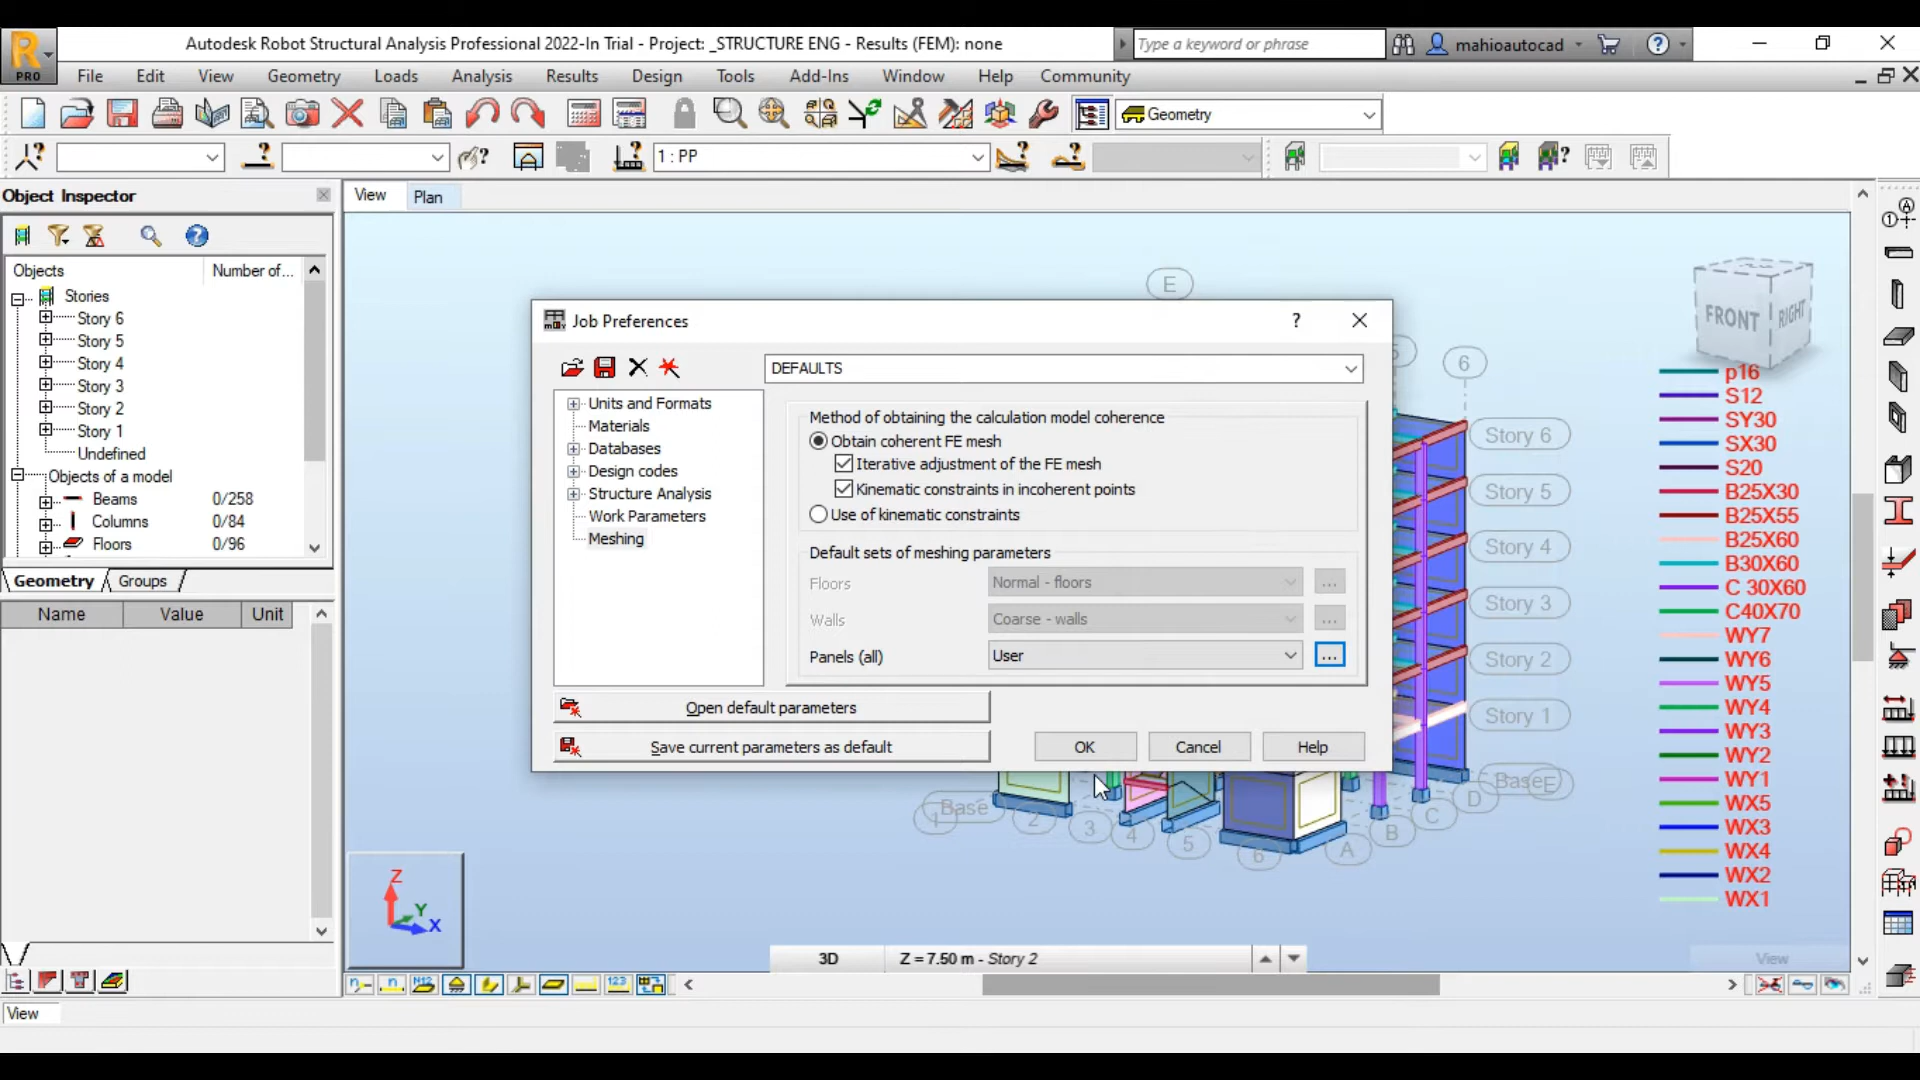 PRO
Autodesk Robot Structural Analysis Professional 2022-In Trial - Project: _STRUCTURE ENG - Results (FEM): none
Type a keyword or phrase
mahioautocad
File Edit View Geometry Loads Analysis Results Design Tools Add-Ins Window Help Community
Geometry
1 : PP
Object Inspector
View
Plan
Objects
Number of...
Stories
Story 6
Story 5
Story 4
Story 3
Story 2
Story 1
Undefined
Objects of a model
Beams 0/258
Columns 0/84
Floors 0/96
Geometry
Groups
Name Value Unit
View
Job Preferences
DEFAULTS
Units and Formats
Materials
Databases
Design codes
Structure Analysis
Work Parameters
Meshing
Method of obtaining the calculation model coherence
Obtain coherent FE mesh
Iterative adjustment of the FE mesh
Kinematic constraints in incoherent points
Use of kinematic constraints
Default sets of meshing parameters
Floors
Normal - floors
...
Walls
Coarse - walls
...
Panels (all)
User
...
Open default parameters
Save current parameters as default
OK
Cancel
Help
E
6
Story 6
Story 5
Story 4
Story 3
Story 2
Story 1
Base
E
D
C
B
A
Base
1
2
3
4
5
6
FRONT
RIGHT
p16
S12
SY30
SX30
S20
B25X30
B25X55
B25X60
B30X60
C 30X60
C40X70
WY7
WY6
WY5
WY4
WY3
WY2
WY1
WX5
WX3
WX4
WX2
WX1
Z
Y
X
3D
Z = 7.50 m - Story 2
View